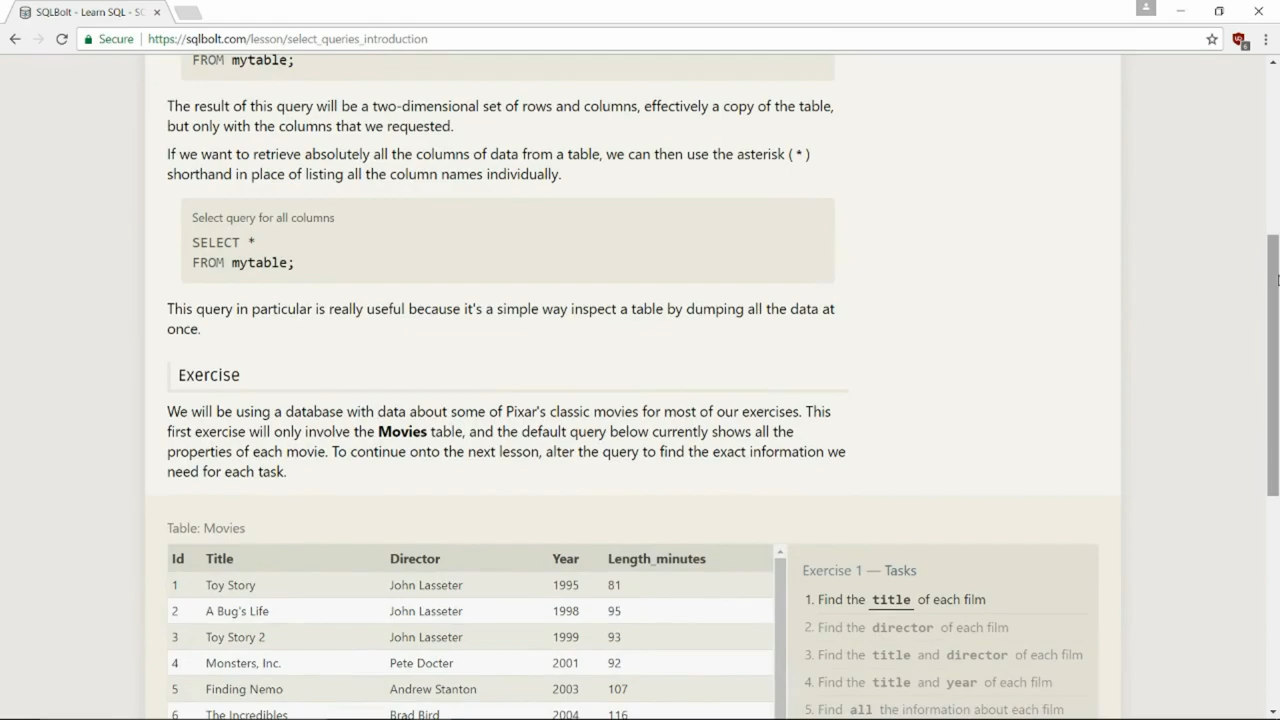 SQLBolt - Learn SQL - SC
Secure https://sqlbolt.com/lesson/select_queries_introduction
FROM mytable;
The result of this query will be a two-dimensional set of rows and columns, effectively a copy of the table,
but only with the columns that we requested.
If we want to retrieve absolutely all the columns of data from a table, we can then use the asterisk (*)
shorthand in place of listing all the column names individually.
Select query for all columns
SELECT *
FROM mytable;
This query in particular is really useful because it's a simple way inspect a table by dumping all the data at
once.
Exercise
We will be using a database with data about some of Pixar's classic movies for most of our exercises. This
first exercise will only involve the Movies table, and the default query below currently shows all the
properties of each movie. To continue onto the next lesson, alter the query to find the exact information we
need for each task.
Table: Movies
Id Title Director Year Length_minutes
1 Toy Story John Lasseter 1995 81
2 A Bug's Life John Lasseter 1998 95
3 Toy Story 2 John Lasseter 1999 93
4 Monsters, Inc. Pete Docter 2001 92
5 Finding Nemo Andrew Stanton 2003 107
6 The Incredibles Brad Bird 2004 116
Exercise 1 — Tasks
1. Find the title of each film
2. Find the director of each film
3. Find the title and director of each film
4. Find the title and year of each film
5. Find all the information about each film